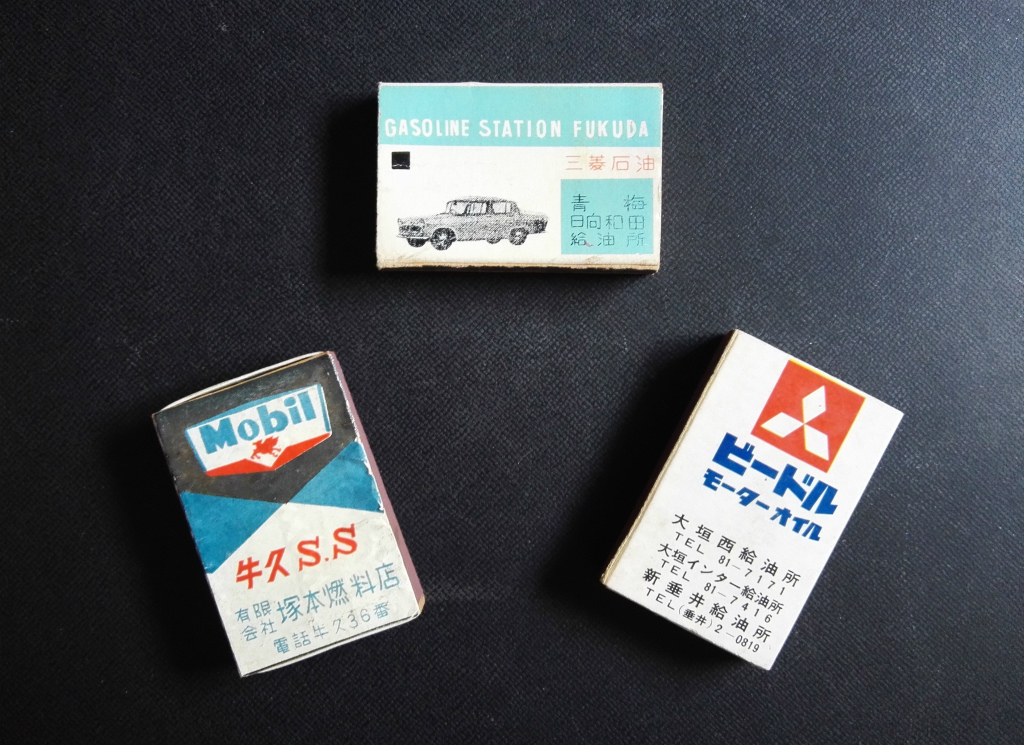 GASOLINE STATION FUKUDA
三菱石油
青梅
日向和田
給油所
Mobil
牛久S.S
有限会社 塚本燃料店
電話牛久36番
ビードル
モーターオイル
大垣西給油所
TEL 81-7171
大垣インター給油所
TEL 81-7416
新垂井給油所
TEL(垂井)2-0819